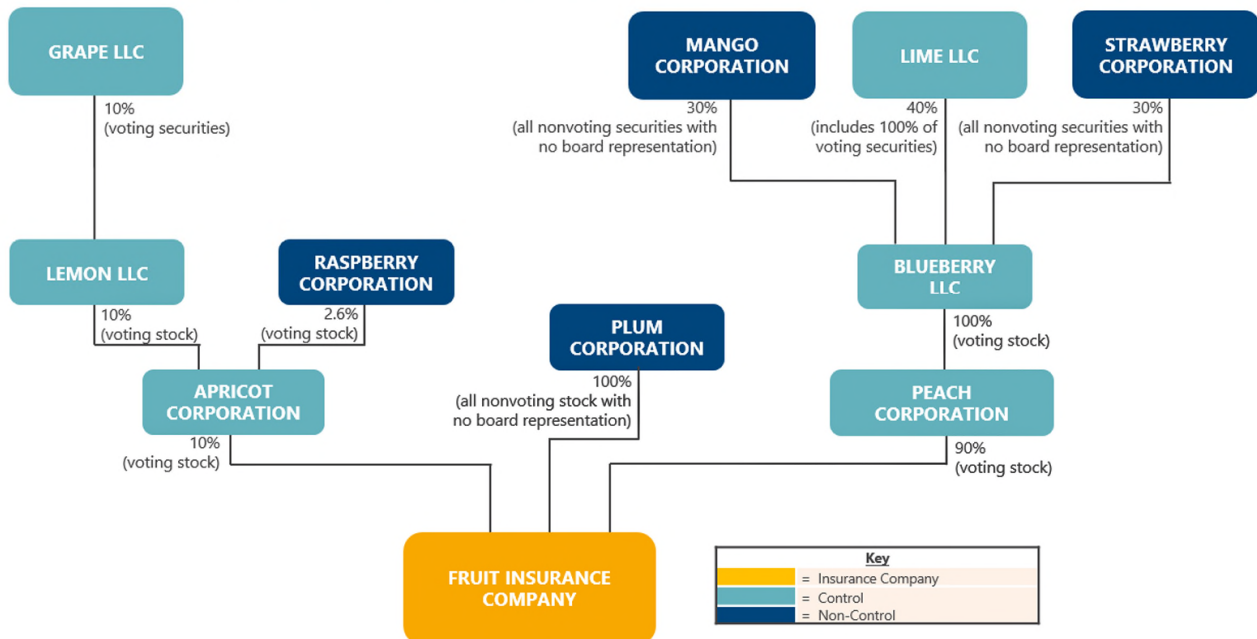 GRAPE LLC
10%
(voting securities)
MANGO
CORPORATION
30%
(all nonvoting securities with
no board representation)
LIME LLC
40%
(includes 100% of
voting securities)
STRAWBERRY
CORPORATION
30%
(all nonvoting securities with
no board representation)
LEMON LLC
10%
(voting stock)
RASPBERRY
CORPORATION
2.6%
(voting stock)
BLUEBERRY
LLC
100%
(voting stock)
PLUM
CORPORATION
100%
(all nonvoting stock with
no board representation)
APRICOT
CORPORATION
10%
(voting stock)
PEACH
CORPORATION
90%
(voting stock)
FRUIT INSURANCE
COMPANY
Key
= Insurance Company
= Control
= Non-Control